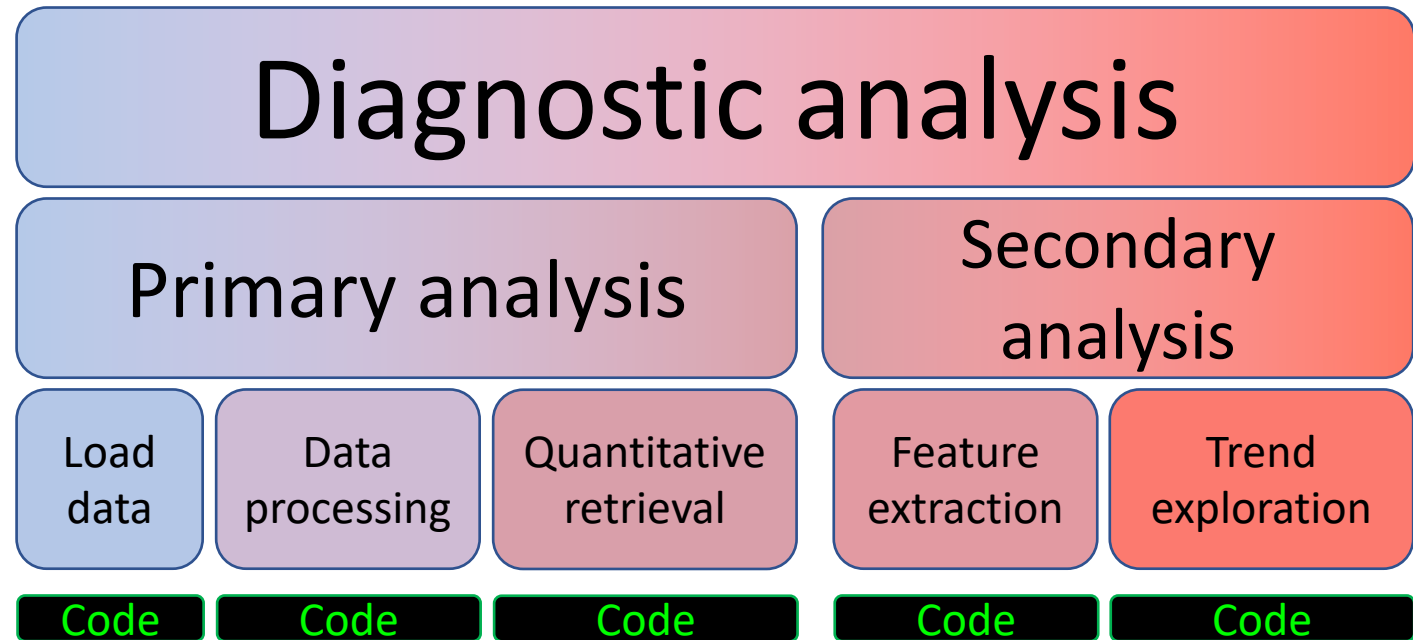 Diagnostic analysis
Primary analysis
Secondary
analysis
Load
data
Data
processing
Quantitative
retrieval
Feature
extraction
Trend
exploration
Code
Code
Code
Code
Code